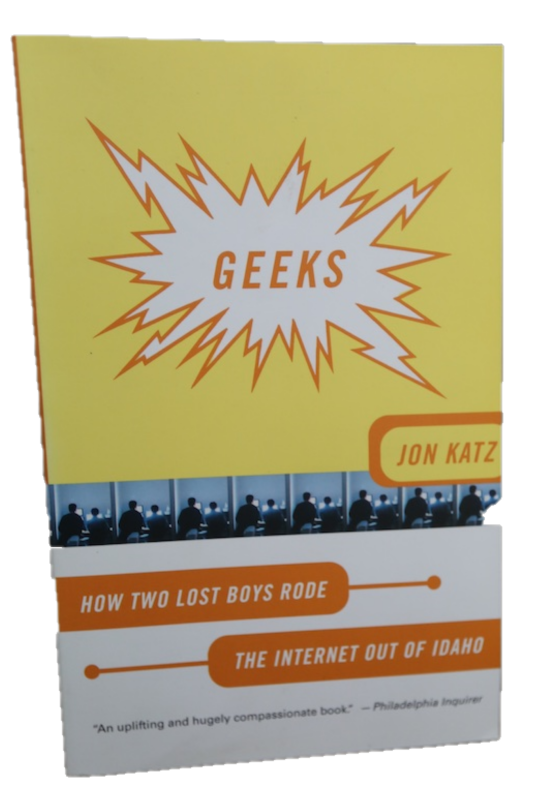 GEEKS
JON KATZ
HOW TWO LOST BOYS RODE
THE INTERNET OUT OF IDAHO
"An uplifting and hugely compassionate book." —Philadelphia Inquirer